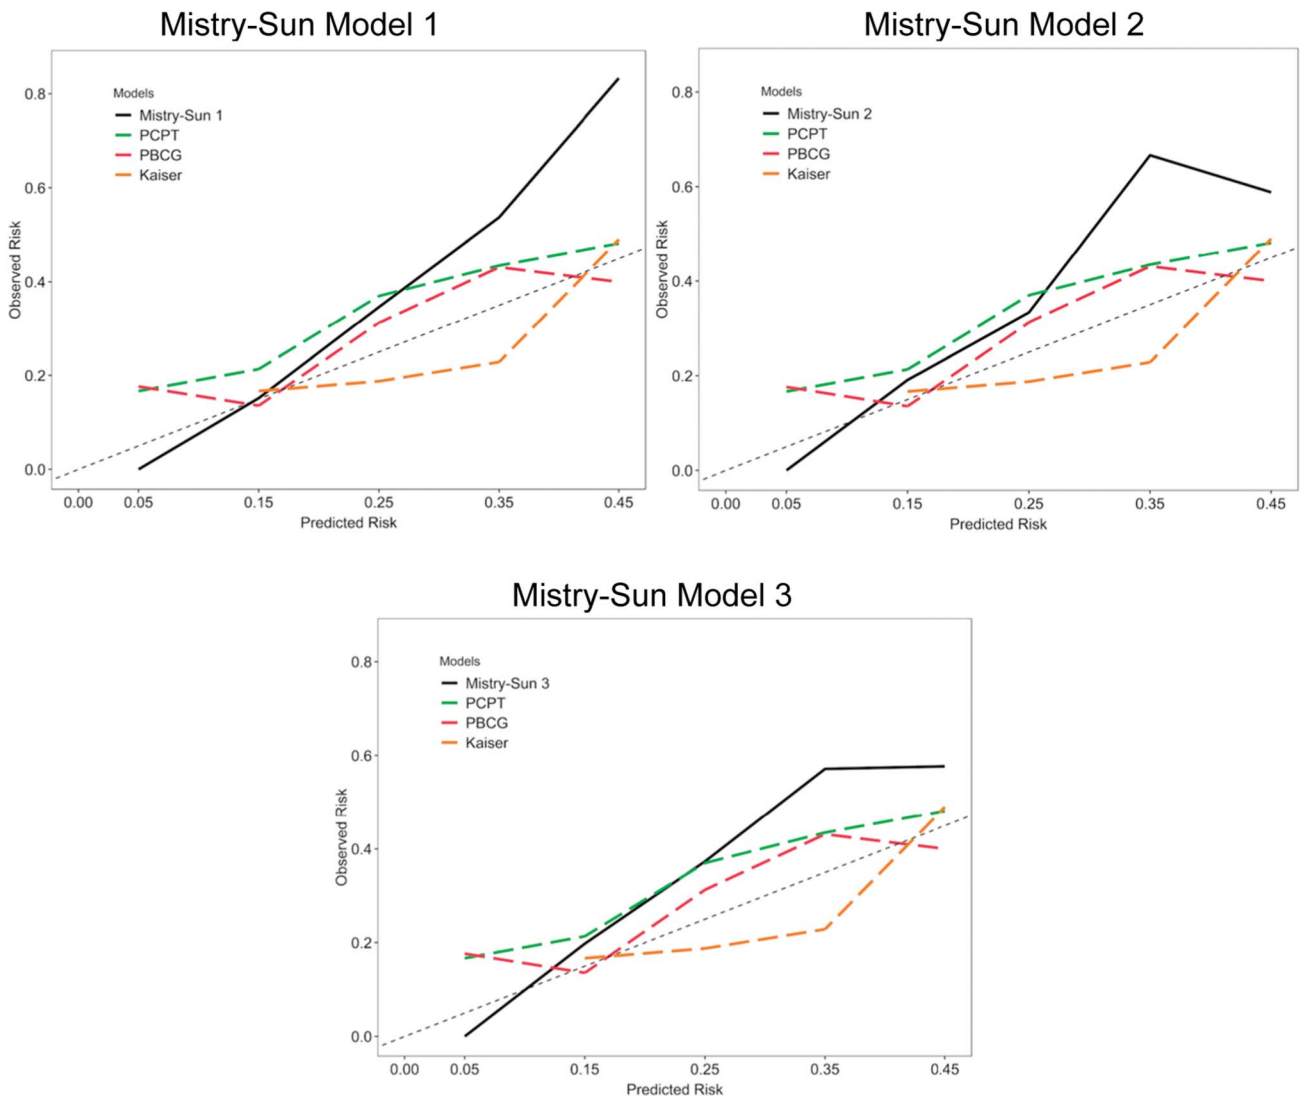 Mistry-Sun Model 1
Models
Mistry-Sun 1
PCPT
PBCG
Kaiser
Observed Risk
0.8
0.6
0.4
0.2
0.0
0.00 0.05 0.15 0.25 0.35 0.45
Predicted Risk
Mistry-Sun Model 2
Models
Mistry-Sun 2
PCPT
PBCG
Kaiser
Observed Risk
0.8
0.6
0.4
0.2
0.0
0.00 0.05 0.15 0.25 0.35 0.45
Predicted Risk
Mistry-Sun Model 3
Models
Mistry-Sun 3
PCPT
PBCG
Kaiser
Observed Risk
0.8
0.6
0.4
0.2
0.0
0.00 0.05 0.15 0.25 0.35 0.45
Predicted Risk